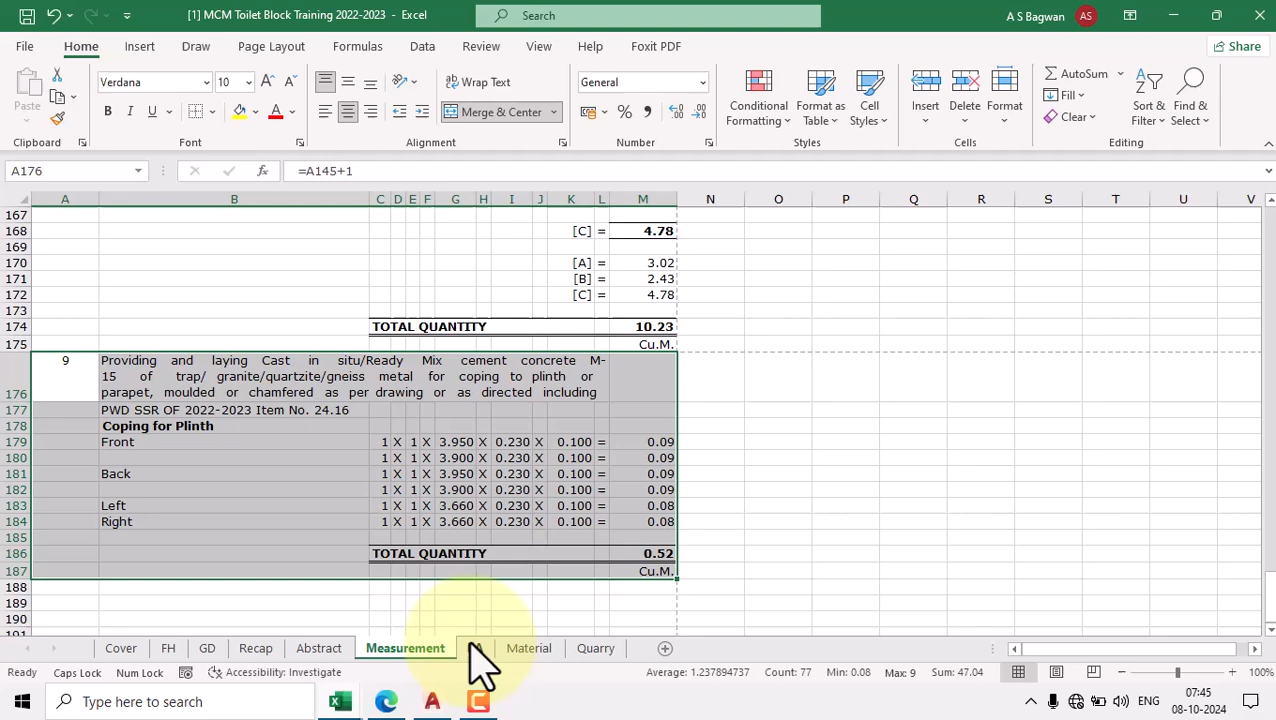 [1] MCM Toilet Block Training 2022-2023 - Excel
Search
A S Bagwan
AS
File Home Insert Draw Page Layout Formulas Data Review View Help Foxit PDF
Share
Paste
Verdana 10
Wrap Text
General
Conditional Formatting
Format as Table
Cell Styles
Insert
Delete
Format
AutoSum
Fill
Clear
Sort & Filter
Find & Select
B I U
Merge & Center
Clipboard Font Alignment Number Styles Cells Editing
A176 =A145+1
A B C D E F G H I J K L M N O P Q R S T U V
167
168 [C] = 4.78
169
170 [A] = 3.02
171 [B] = 2.43
172 [C] = 4.78
173
174 TOTAL QUANTITY 10.23
175 Cu.M.
9 Providing and laying Cast in situ/Ready Mix cement concrete M-
15 of trap/ granite/quartzite/gneiss metal for coping to plinth or
176 parapet, moulded or chamfered as per drawing or as directed including
177 PWD SSR OF 2022-2023 Item No. 24.16
178 Coping for Plinth
179 Front 1 X 1 X 3.950 X 0.230 X 0.100 = 0.09
180 1 X 1 X 3.900 X 0.230 X 0.100 = 0.09
181 Back 1 X 1 X 3.950 X 0.230 X 0.100 = 0.09
182 1 X 1 X 3.900 X 0.230 X 0.100 = 0.09
183 Left 1 X 1 X 3.660 X 0.230 X 0.100 = 0.08
184 Right 1 X 1 X 3.660 X 0.230 X 0.100 = 0.08
185
186 TOTAL QUANTITY 0.52
187 Cu.M.
188
189
190
191
Cover FH GD Recap Abstract Measurement Material Quarry
Ready Caps Lock Num Lock Accessibility: Investigate Average: 1.237894737 Count: 77 Min: 0.08 Max: 9 Sum: 47.04 100%
Type here to search
ENG
07:45
08-10-2024